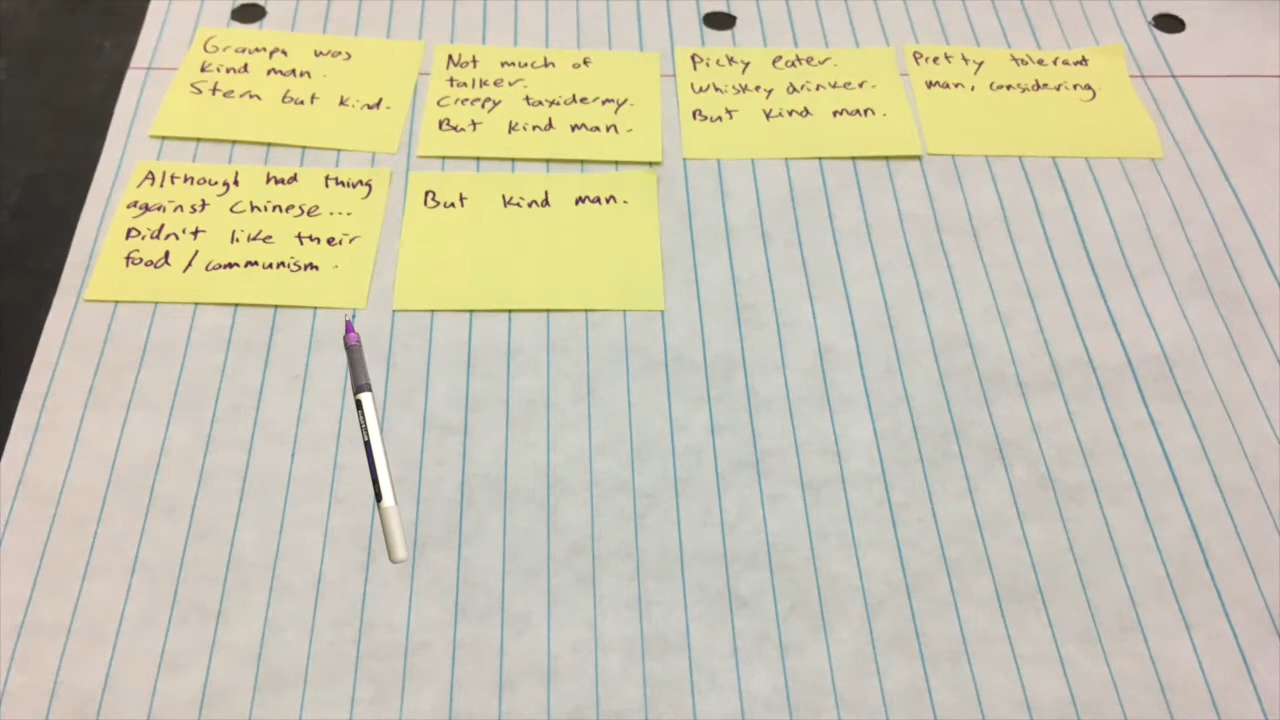 Grampa was
kind man.
Stern but kind.
Not much of
talker.
Creepy taxidermy.
But kind man.
Picky eater.
Whiskey drinker.
But kind man.
Pretty tolerant
man, considering.
Although had thing
against Chinese...
Didn't like their
food / communism.
But kind man.